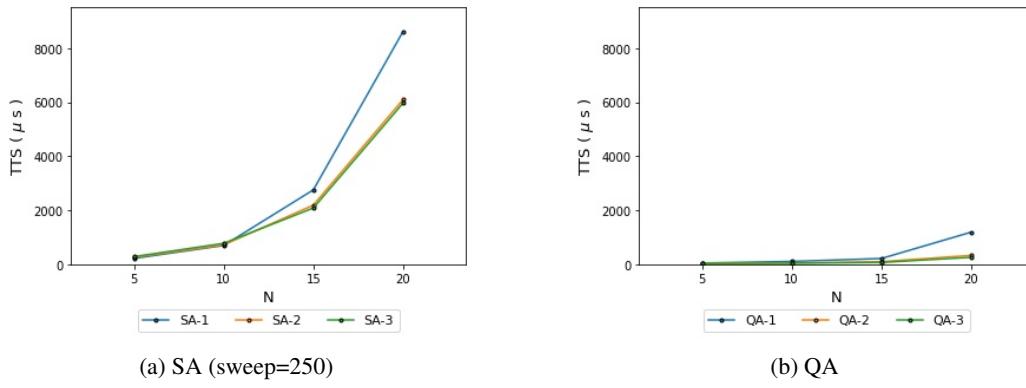 8000
6000
4000
2000
0
TTS ( μ s )
5 10 15 20
N
SA-1 SA-2 SA-3
(a) SA (sweep=250)
8000
6000
4000
2000
0
TTS ( μ s )
5 10 15 20
N
QA-1 QA-2 QA-3
(b) QA